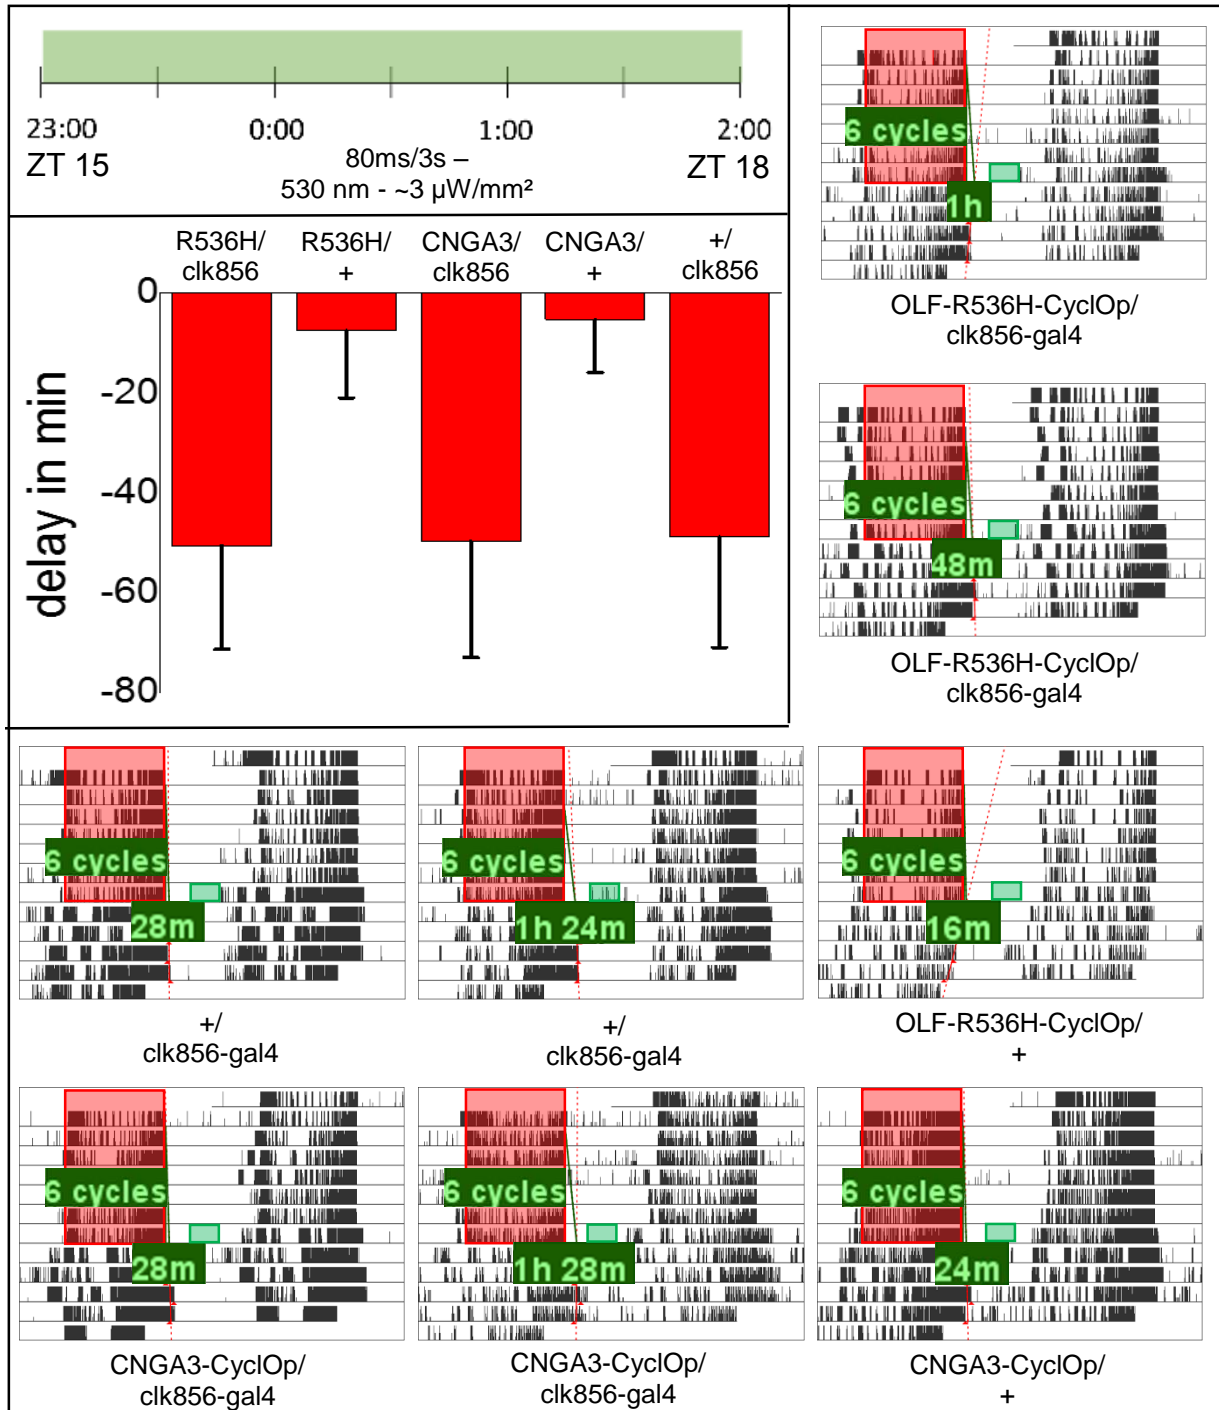 23:00 0:00 1:00 2:00
ZT 15 ZT 18
80ms/3s –
530 nm - ~3 µW/mm²
R536H/ R536H/ CNGA3/ CNGA3/ +/
clk856 + clk856 + clk856
delay in min
0
-20
-40
-60
-80
6 cycles
1h
OLF-R536H-CyclOp/
clk856-gal4
6 cycles
48m
OLF-R536H-CyclOp/
clk856-gal4
6 cycles
28m
+/
clk856-gal4
6 cycles
1h 24m
+/
clk856-gal4
6 cycles
16m
OLF-R536H-CyclOp/
+
6 cycles
28m
CNGA3-CyclOp/
clk856-gal4
6 cycles
1h 28m
CNGA3-CyclOp/
clk856-gal4
6 cycles
24m
CNGA3-CyclOp/
+